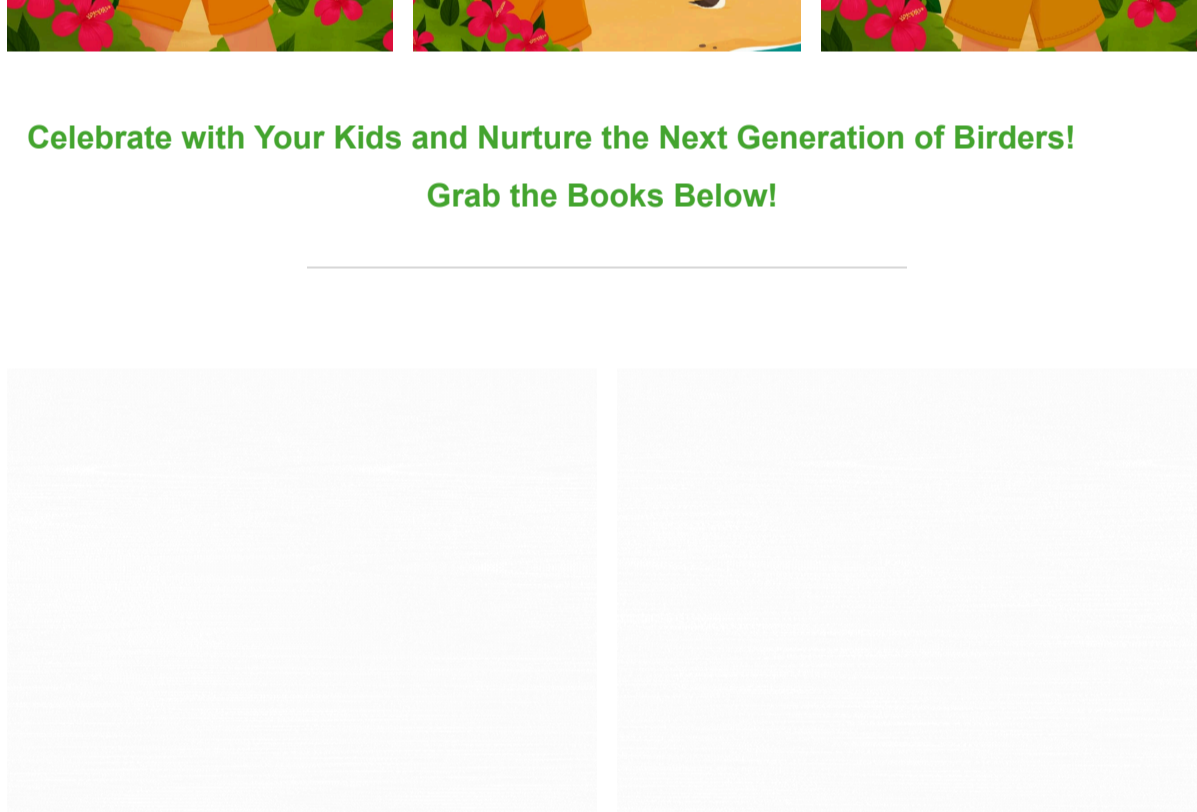 Celebrate with Your Kids and Nurture the Next Generation of Birders!
Grab the Books Below!